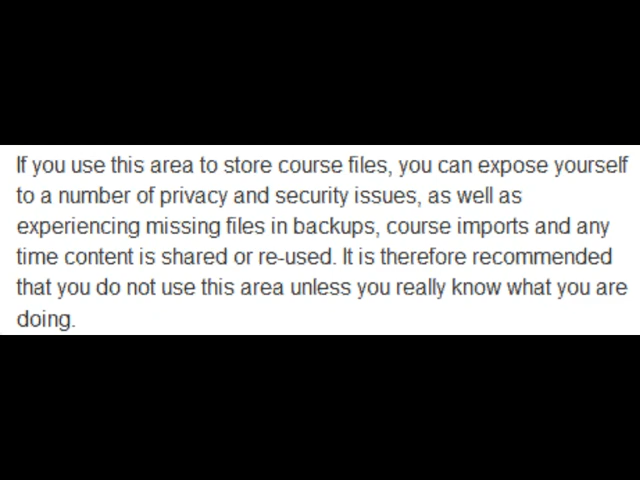 If you use this area to store course files, you can expose yourself
to a number of privacy and security issues, as well as
experiencing missing files in backups, course imports and any
time content is shared or re-used. It is therefore recommended
that you do not use this area unless you really know what you are
doing.